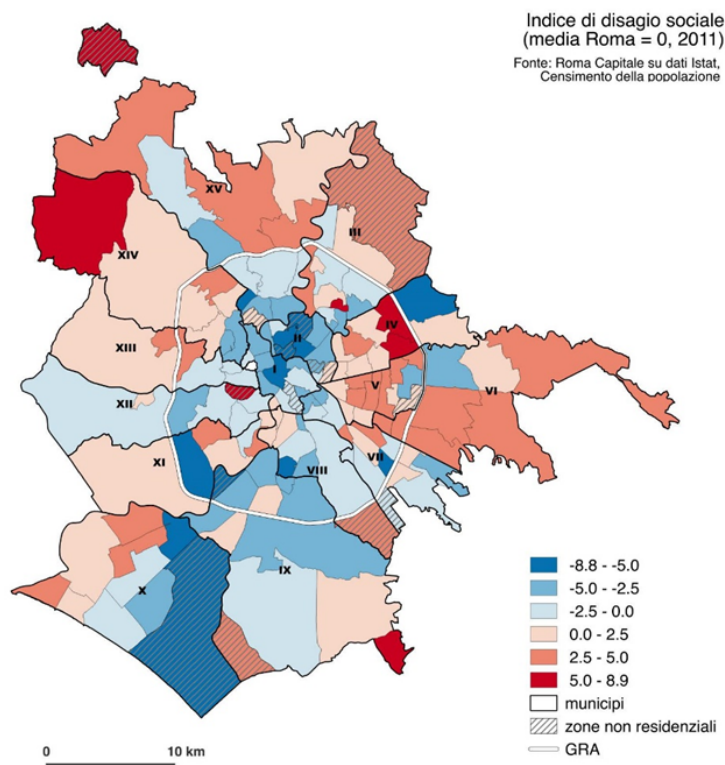 Indice di disagio sociale
(media Roma = 0, 2011)
Fonte: Roma Capitale su dati Istat,
Censimento della popolazione
XV
III
XIV
IV
II
XIII
I
V
VI
XII
XI
VII
VIII
IX
X
-8.8 - -5.0
-5.0 - -2.5
-2.5 - 0.0
0.0 - 2.5
2.5 - 5.0
5.0 - 8.9
municipi
zone non residenziali
GRA
0 10 km